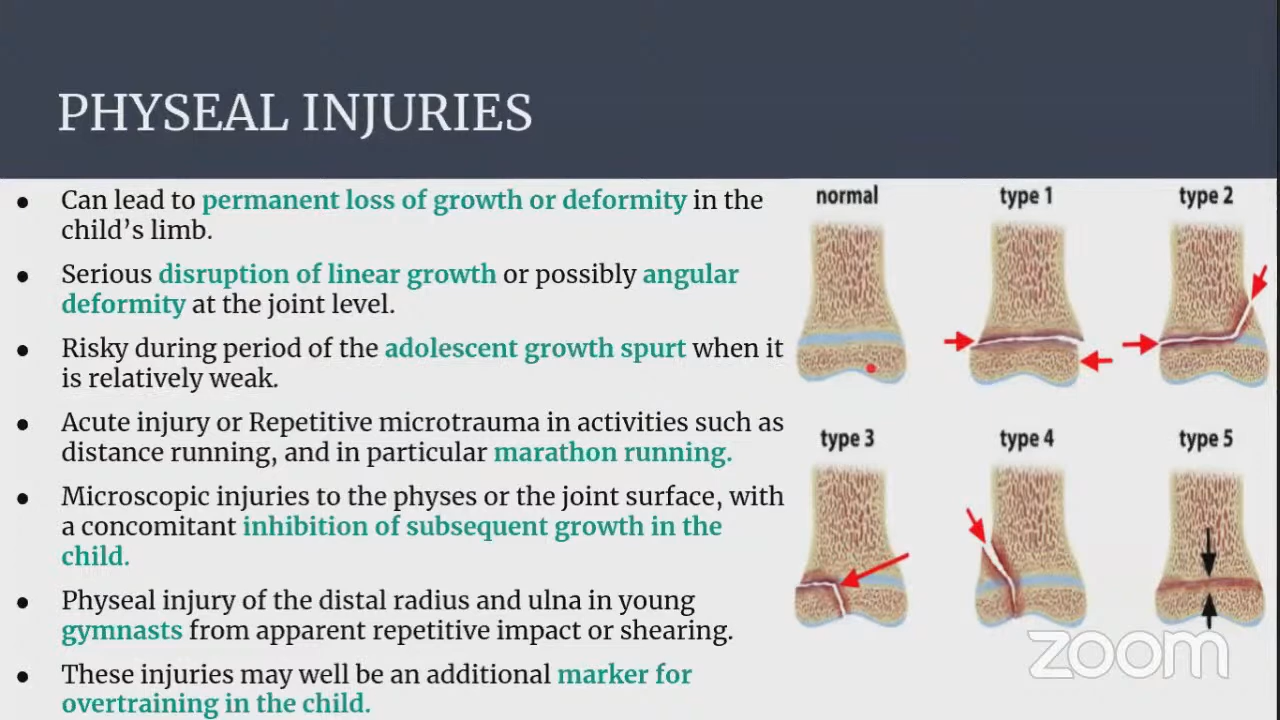 PHYSEAL INJURIES
● Can lead to permanent loss of growth or deformity in the
child’s limb.
● Serious disruption of linear growth or possibly angular
deformity at the joint level.
● Risky during period of the adolescent growth spurt when it
is relatively weak.
● Acute injury or Repetitive microtrauma in activities such as
distance running, and in particular marathon running.
● Microscopic injuries to the physes or the joint surface, with
a concomitant inhibition of subsequent growth in the
child.
● Physeal injury of the distal radius and ulna in young
gymnasts from apparent repetitive impact or shearing.
● These injuries may well be an additional marker for
overtraining in the child.
normal type 1 type 2
type 3 type 4 type 5
zoom